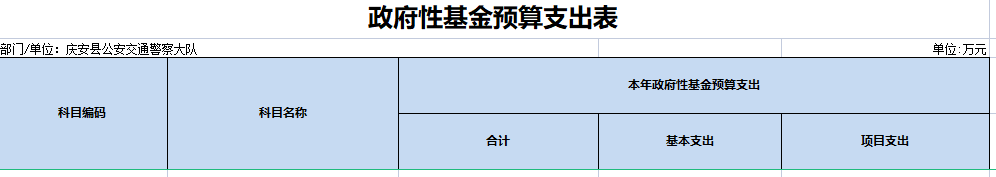 政府性基金预算支出表
部门/单位：庆安县公安交通警察大队 单位:万元
科目编码 科目名称 本年政府性基金预算支出
合计 基本支出 项目支出